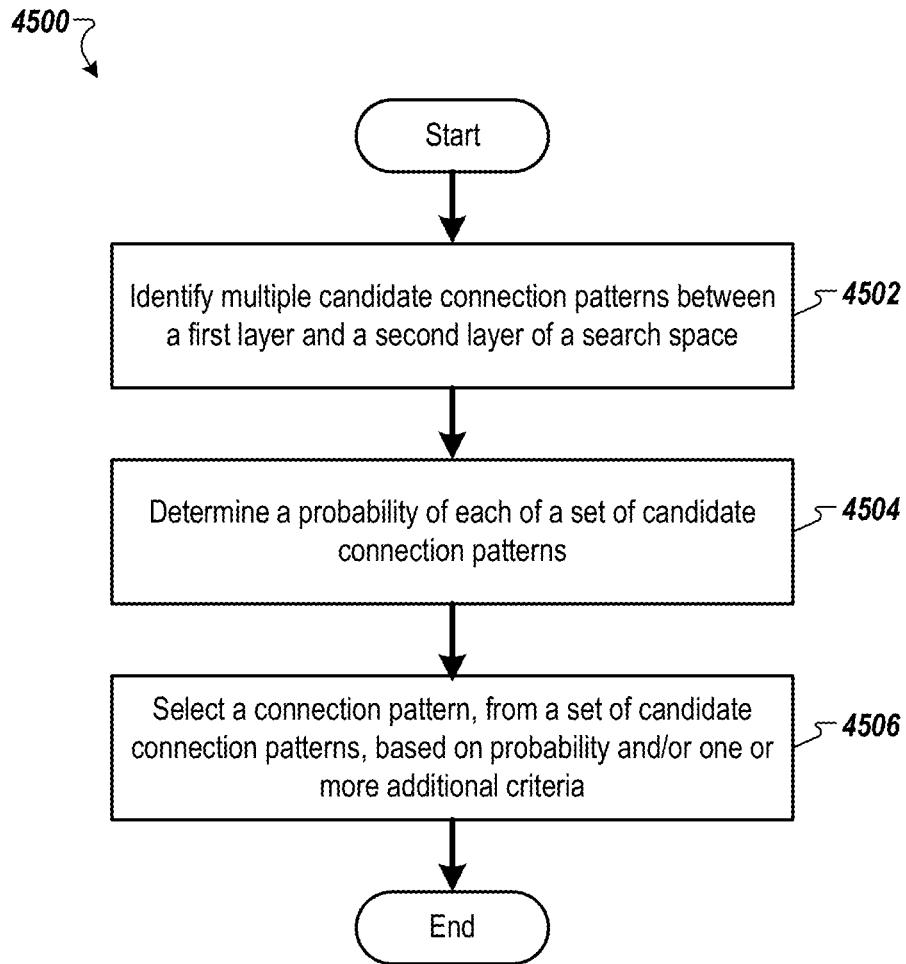 4500
Start
Identify multiple candidate connection patterns between
a first layer and a second layer of a search space
4502
Determine a probability of each of a set of candidate
connection patterns
4504
Select a connection pattern, from a set of candidate
connection patterns, based on probability and/or one or
more additional criteria
4506
End